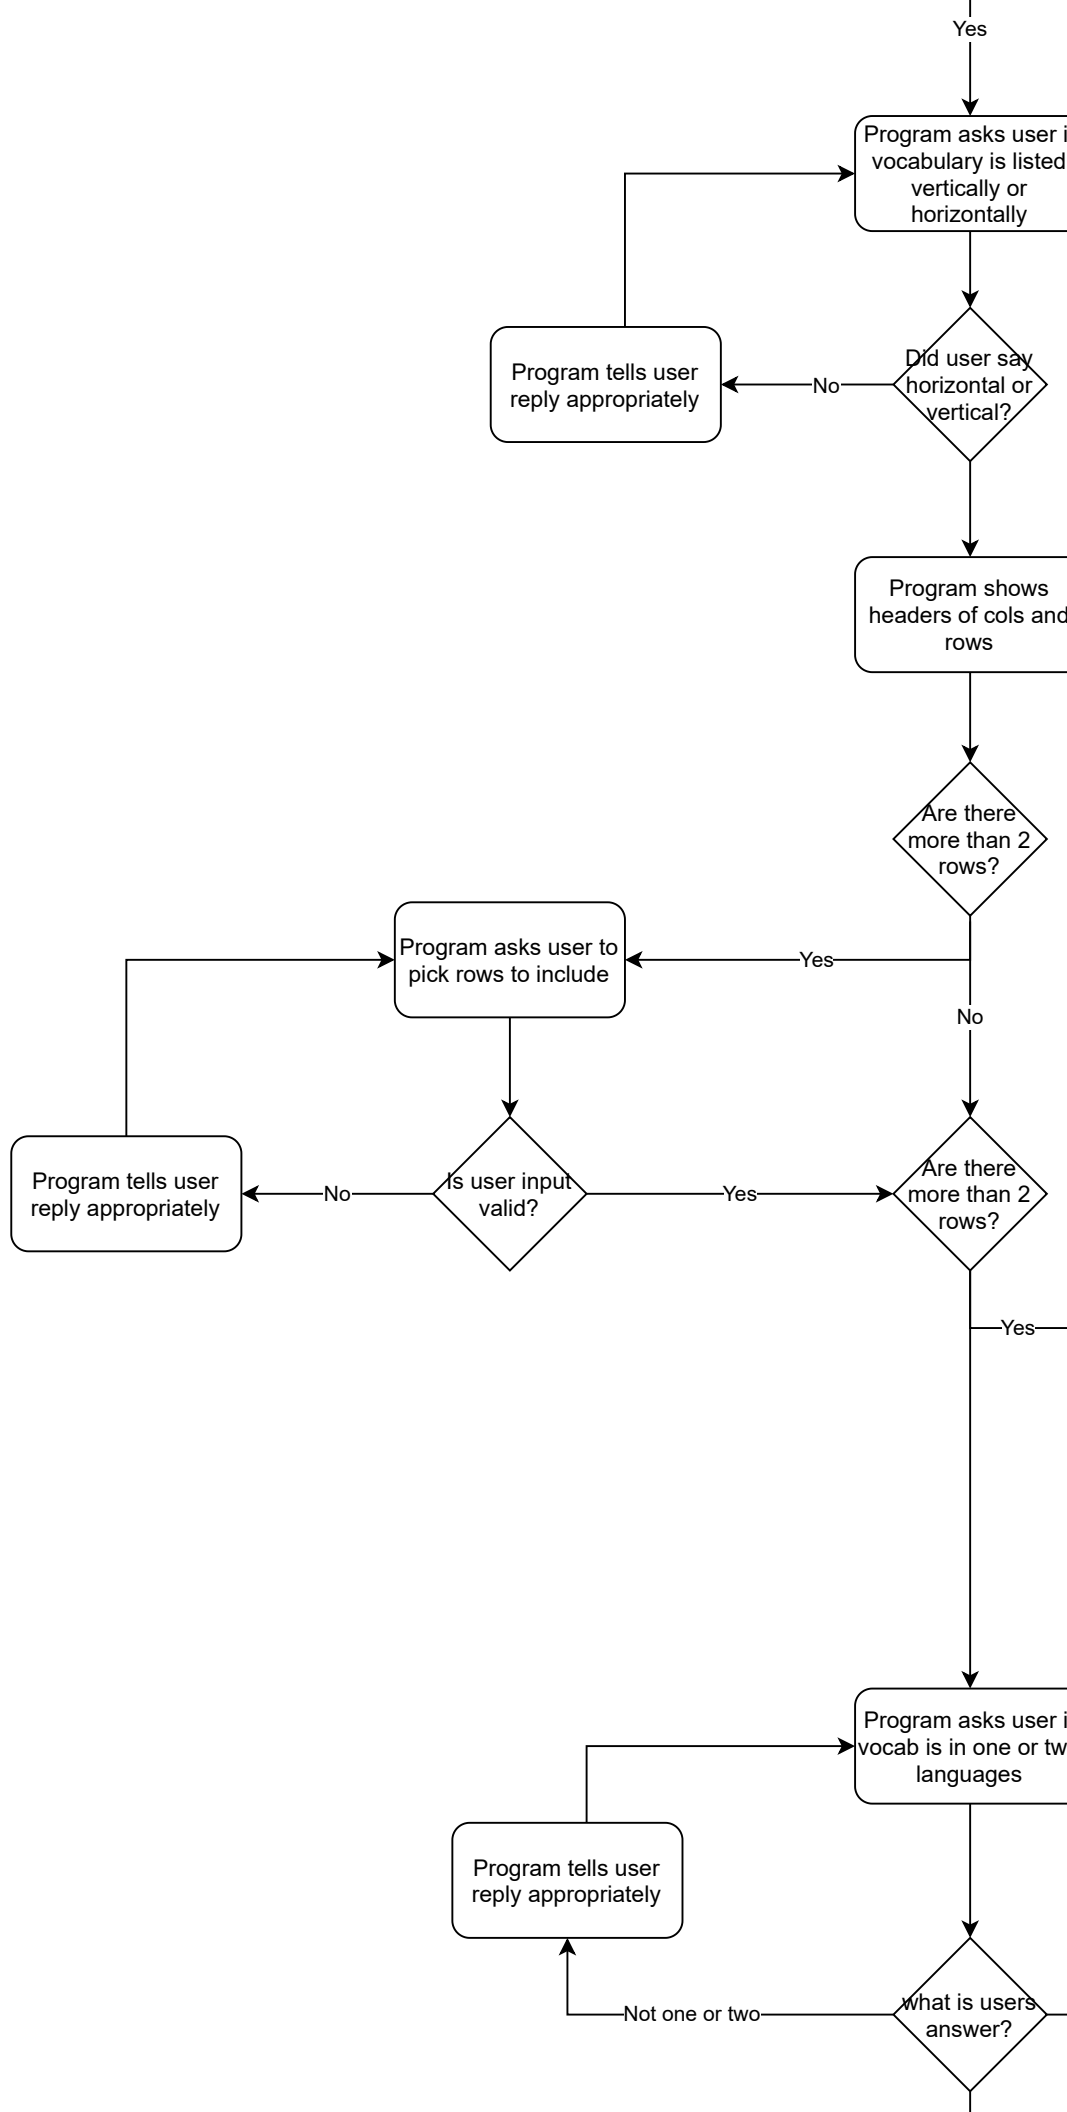 Yes
Program asks user i
vocabulary is listed
vertically or
horizontally
Program tells user
reply appropriately
No
Did user say
horizontal or
vertical?
Program shows
headers of cols and
rows
Are there
more than 2
rows?
Program asks user to
pick rows to include
Yes
No
Program tells user
reply appropriately
No
Is user input
valid?
Yes
Are there
more than 2
rows?
Yes
Program asks user i
vocab is in one or tw
languages
Program tells user
reply appropriately
Not one or two
what is users
answer?